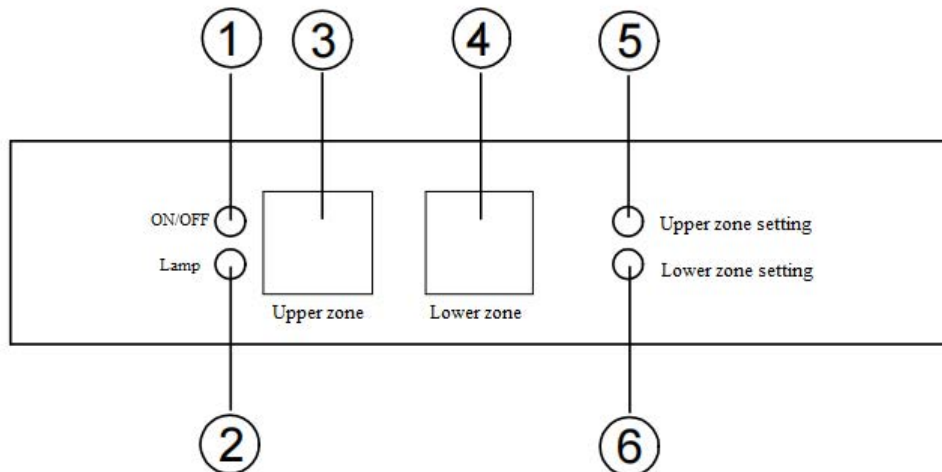 1
3
4
5
ON/OFF
Upper zone setting
Lamp
Lower zone setting
Upper zone
Lower zone
2
6